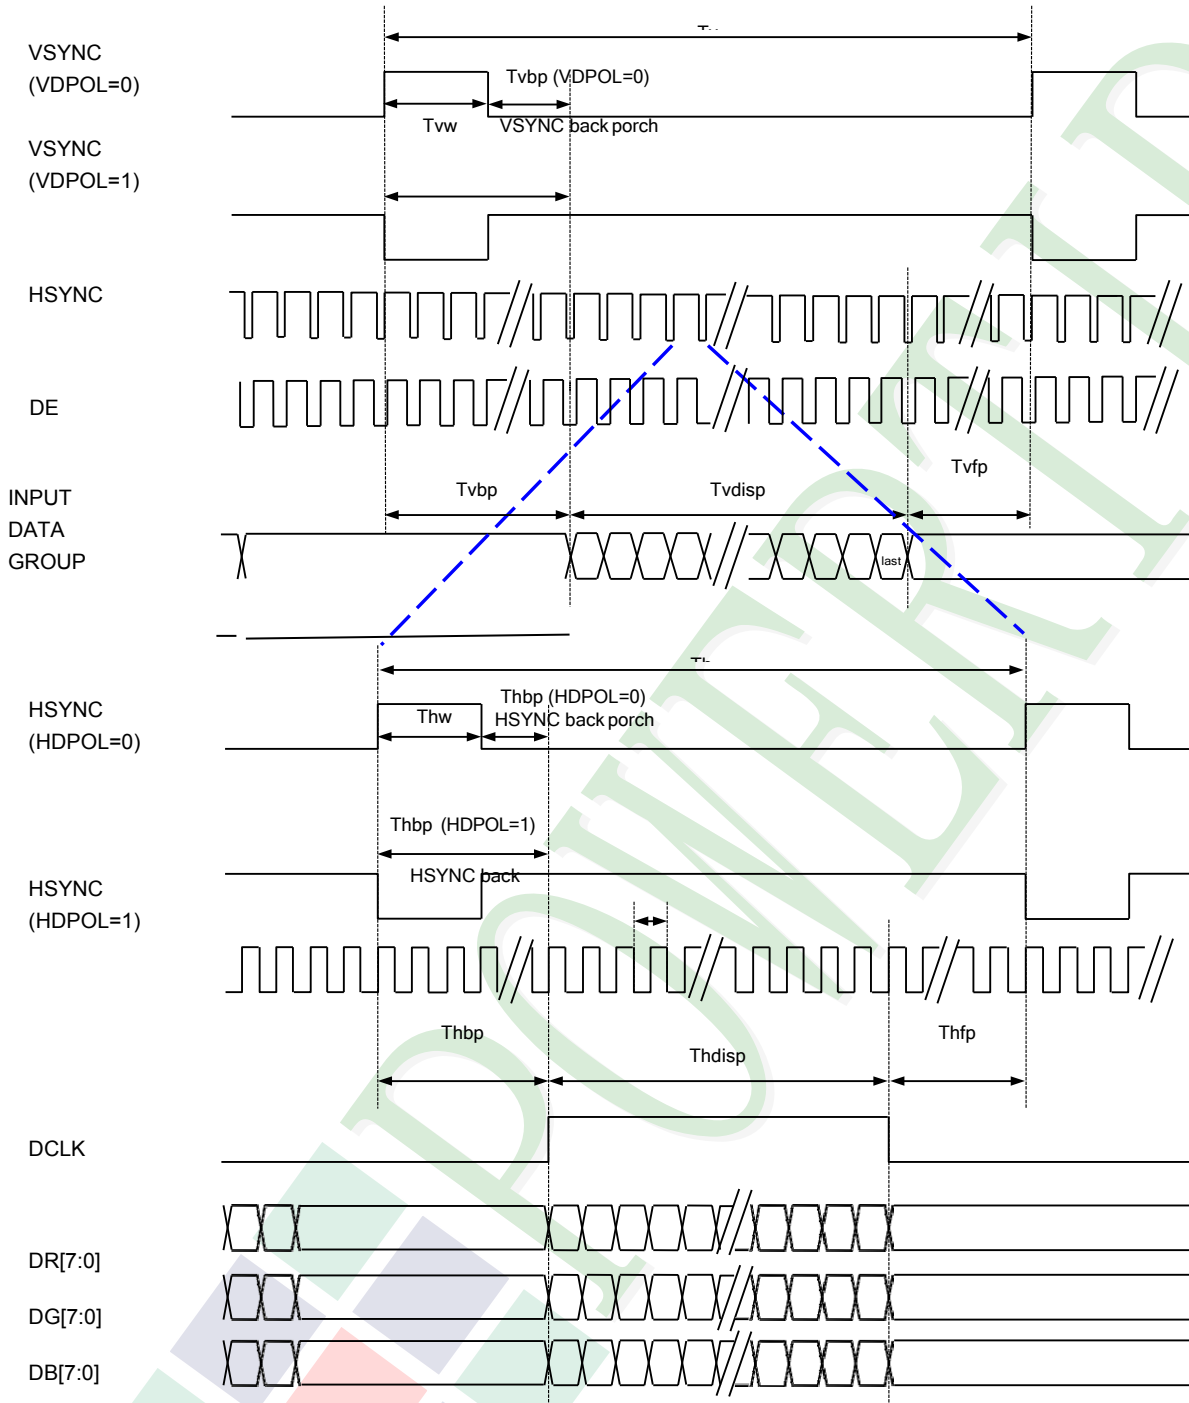 VSYNC
(VDPOL=0)
Tvbp (VDPOL=0)
Tvw
VSYNC back porch
VSYNC
(VDPOL=1)
HSYNC
DE
Tvfp
Tvbp
Tvdisp
INPUT
DATA
GROUP
last
HSYNC
(HDPOL=0)
Thw
Thbp (HDPOL=0)
HSYNC back porch
Thbp (HDPOL=1)
HSYNC back
HSYNC
(HDPOL=1)
Thbp
Thdisp
Thfp
DCLK
DR[7:0]
DG[7:0]
DB[7:0]
POWERTIP